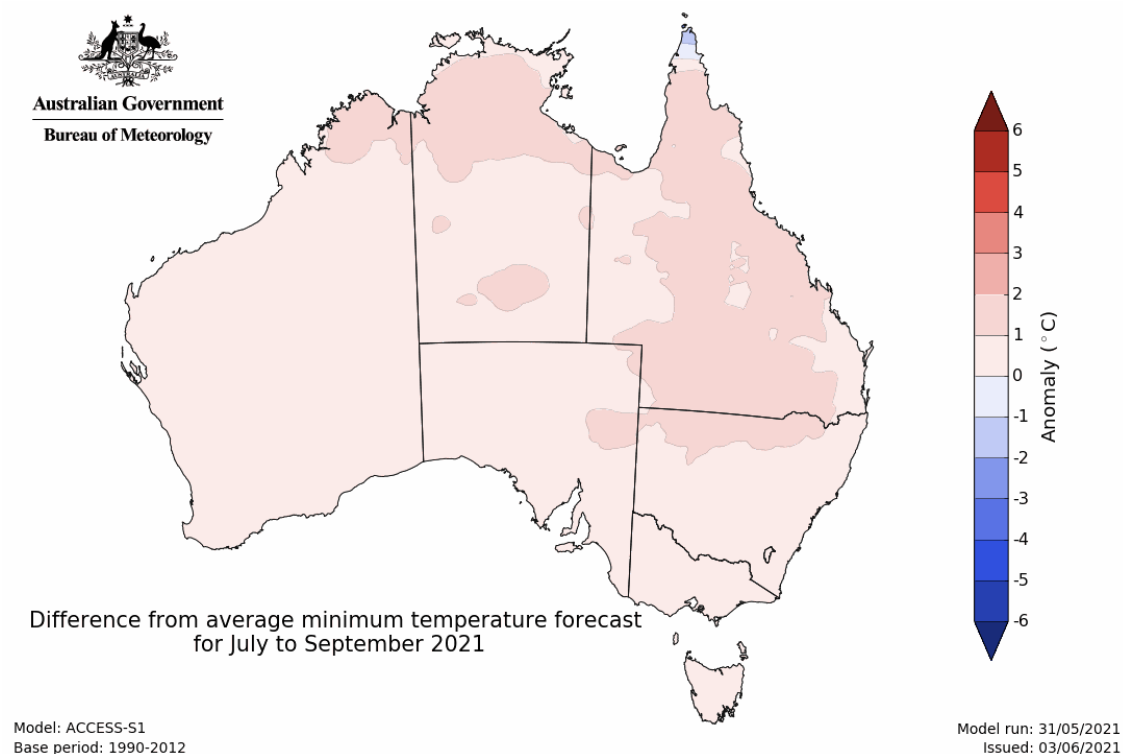 Australian Government
Bureau of Meteorology
6
5
4
3
2
1
0
-1
-2
-3
-4
-5
-6
Anomaly (°C)
Difference from average minimum temperature forecast
for July to September 2021
Model: ACCESS-S1
Base period: 1990-2012
Model run: 31/05/2021
Issued: 03/06/2021